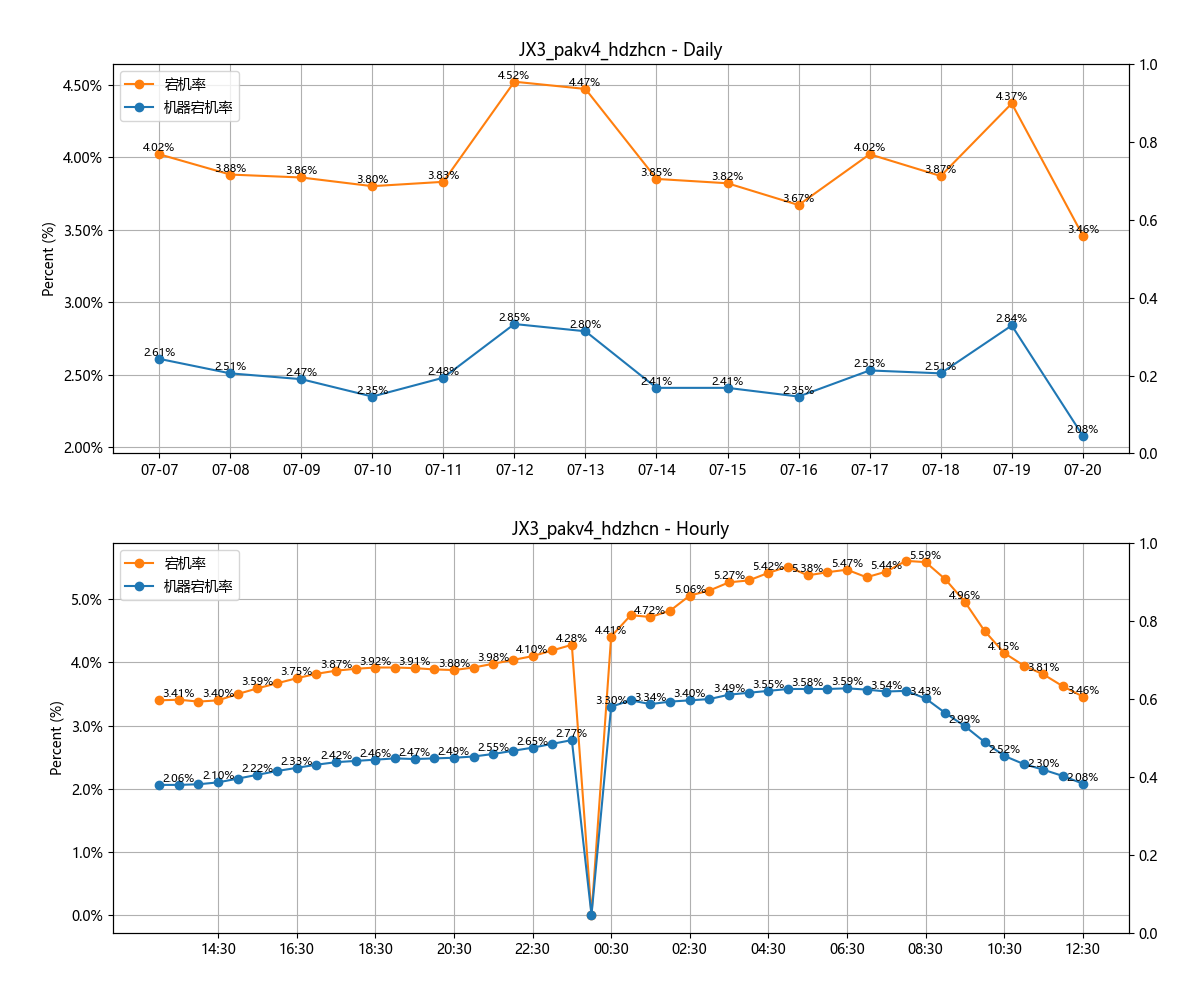 JX3_pakv4_hdzhcn - Daily
宕机率
机器宕机率
Percent (%)
4.50%
4.00%
3.50%
3.00%
2.50%
2.00%
1.0
0.8
0.6
0.4
0.2
0.0
4.02% 3.88% 3.86% 3.80% 3.83% 4.52% 4.47% 3.85% 3.82% 3.67% 4.02% 3.87% 4.37% 3.46%
2.61% 2.51% 2.47% 2.35% 2.48% 2.85% 2.80% 2.41% 2.41% 2.35% 2.53% 2.51% 2.84% 2.08%
07-07 07-08 07-09 07-10 07-11 07-12 07-13 07-14 07-15 07-16 07-17 07-18 07-19 07-20
JX3_pakv4_hdzhcn - Hourly
宕机率
机器宕机率
Percent (%)
5.0%
4.0%
3.0%
2.0%
1.0%
0.0%
1.0
0.8
0.6
0.4
0.2
0.0
3.41% 3.40% 3.59% 3.75% 3.87% 3.92% 3.91% 3.88% 3.98% 4.10% 4.28% 4.41% 4.72% 5.06% 5.27% 5.42% 5.38% 5.47% 5.44% 5.59% 4.96% 4.15% 3.81% 3.46%
2.06% 2.10% 2.22% 2.33% 2.42% 2.46% 2.47% 2.49% 2.55% 2.65% 2.77% 3.30% 3.34% 3.40% 3.49% 3.55% 3.58% 3.59% 3.54% 3.43% 2.99% 2.52% 2.30% 2.08%
14:30 16:30 18:30 20:30 22:30 00:30 02:30 04:30 06:30 08:30 10:30 12:30